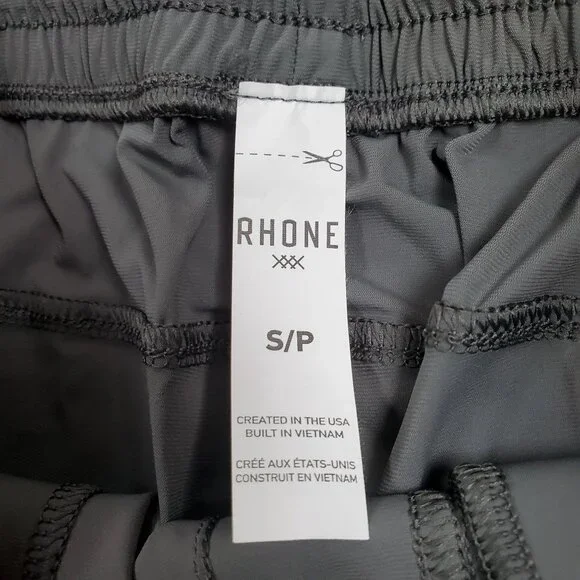 RHONE
S/P
CREATED IN THE USA
BUILT IN VIETNAM
CRÉÉ AUX ÉTATS-UNIS
CONSTRUIT EN VIETNAM